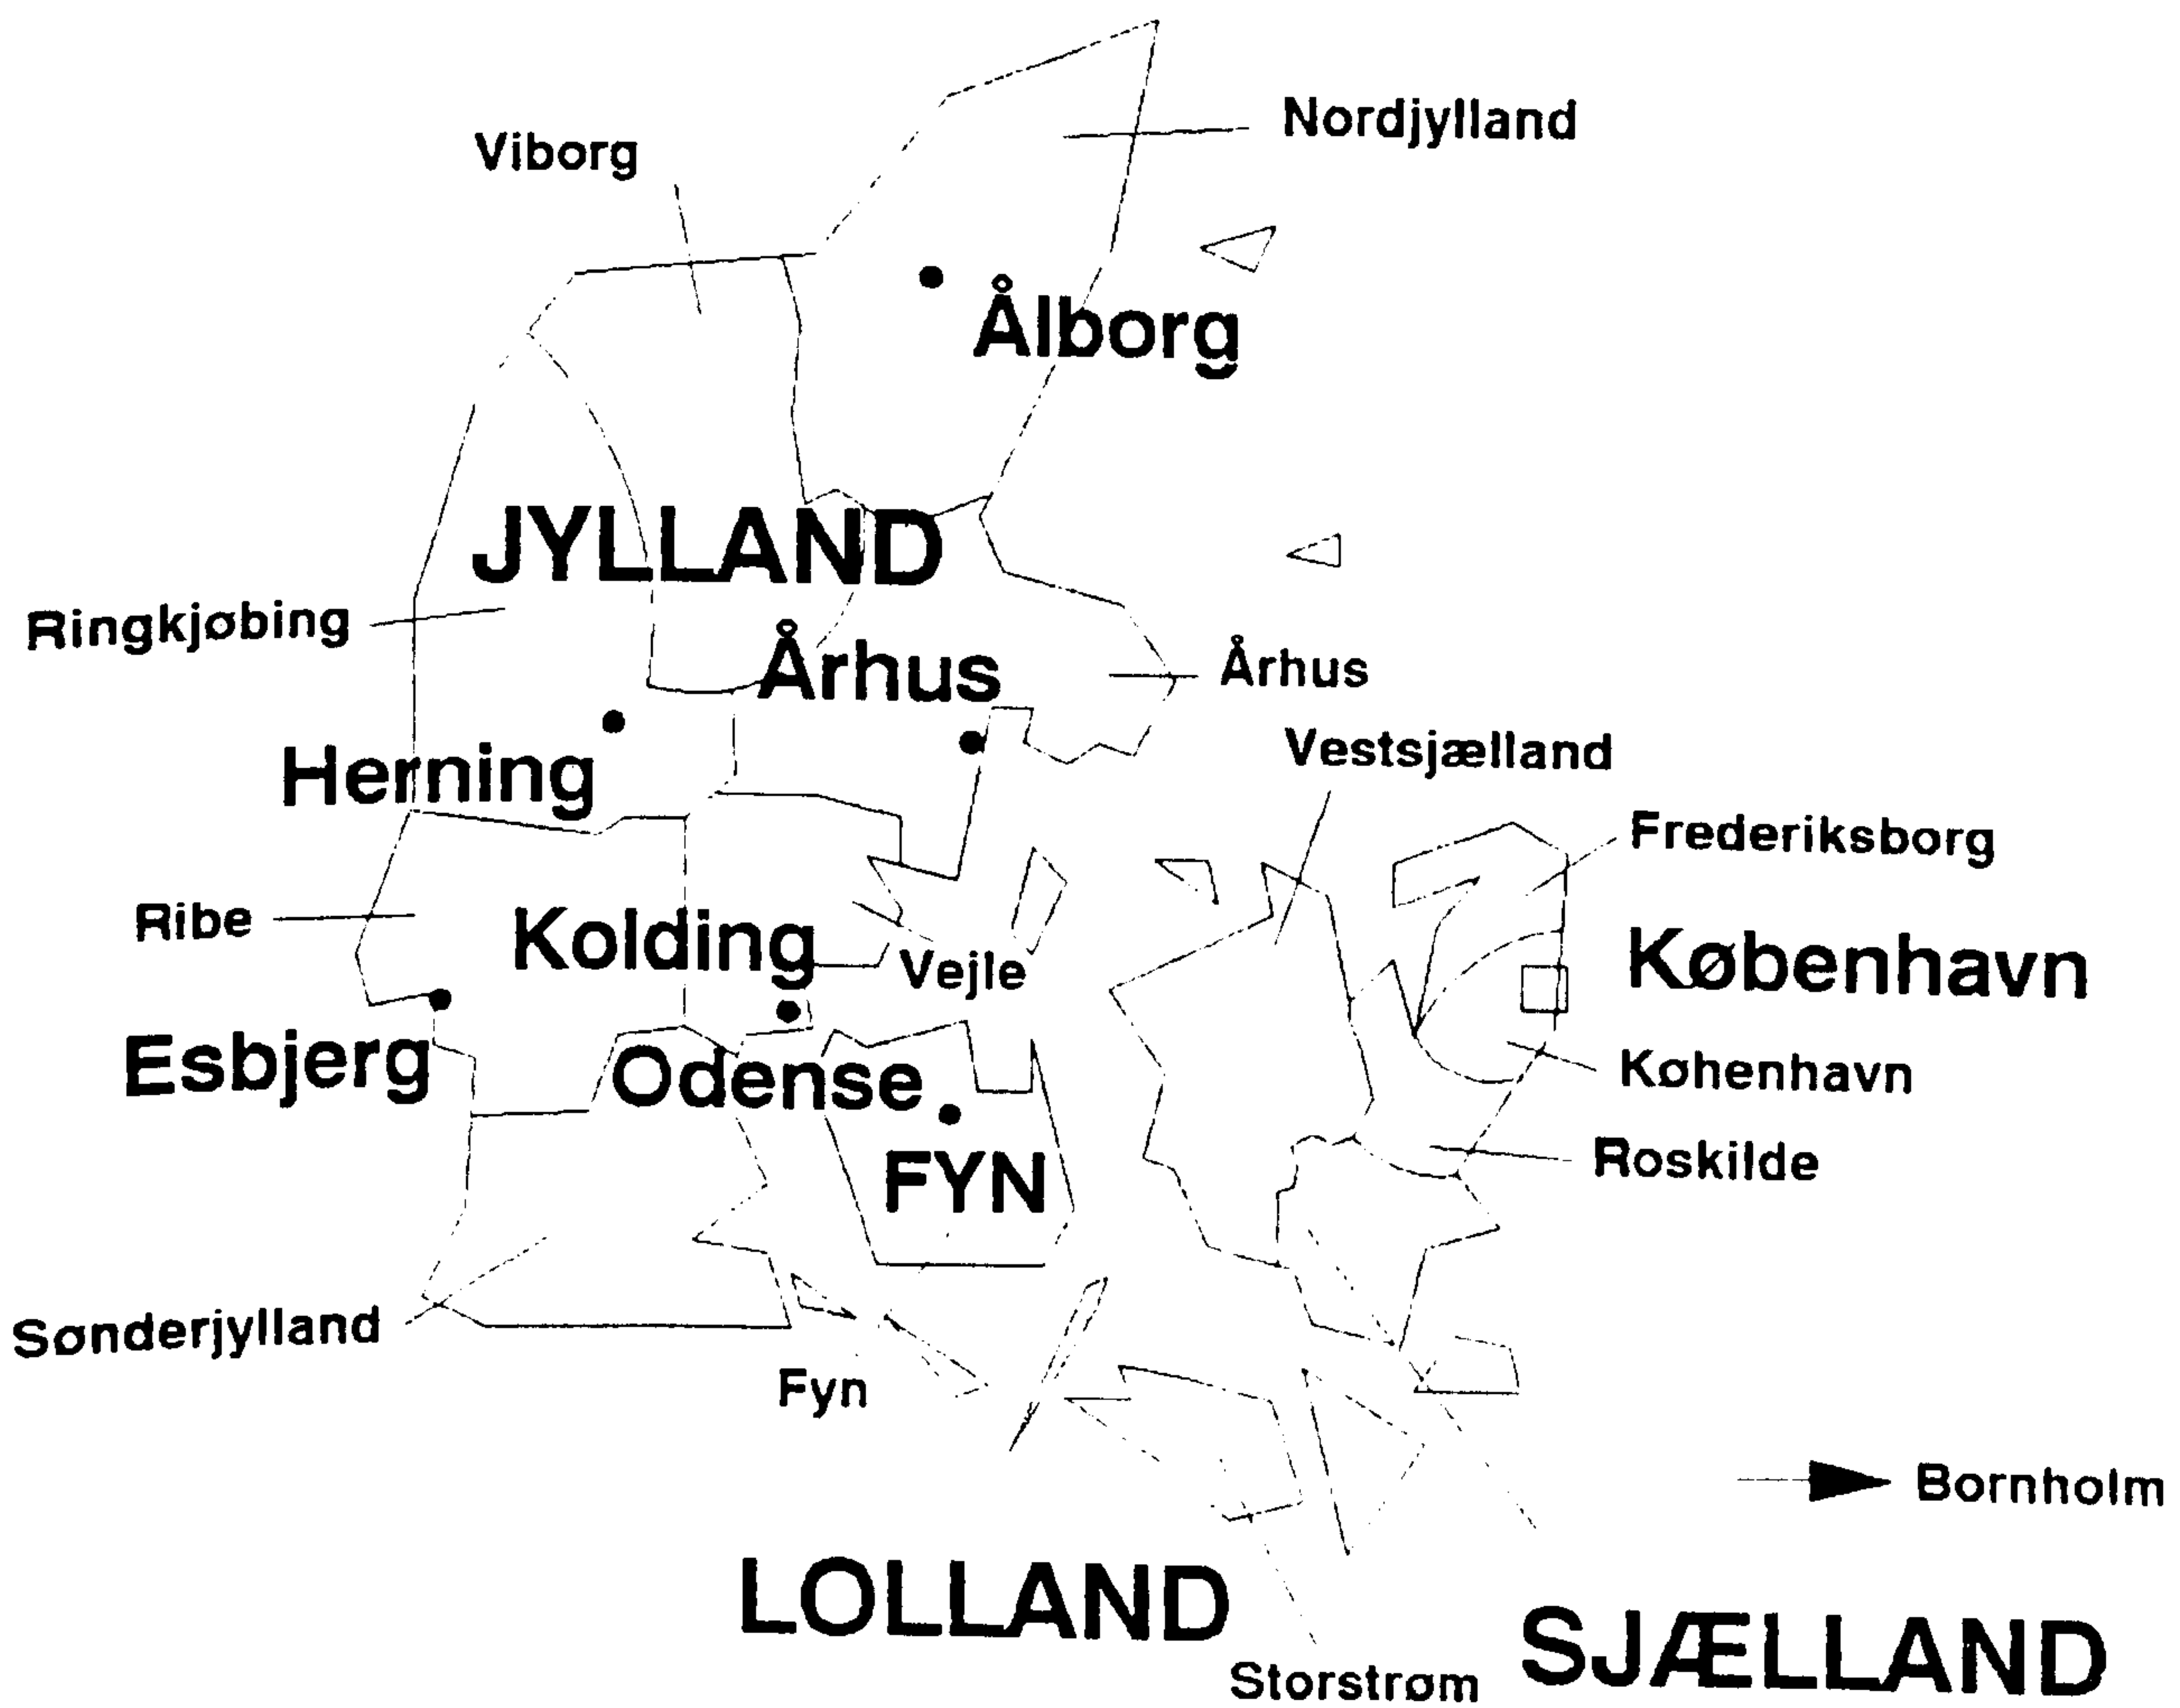 Nordjylland
Viborg
Ålborg
JYLLAND
Ringkjøbing
Århus
Århus
Herning
Vestsjælland
Frederiksborg
Ribe
Kolding
Vejle
København
Esbjerg
Odense
Køhenhavn
FYN
Roskilde
Sønderjylland
Fyn
Bornholm
LOLLAND
SJÆLLAND
Storstrøm